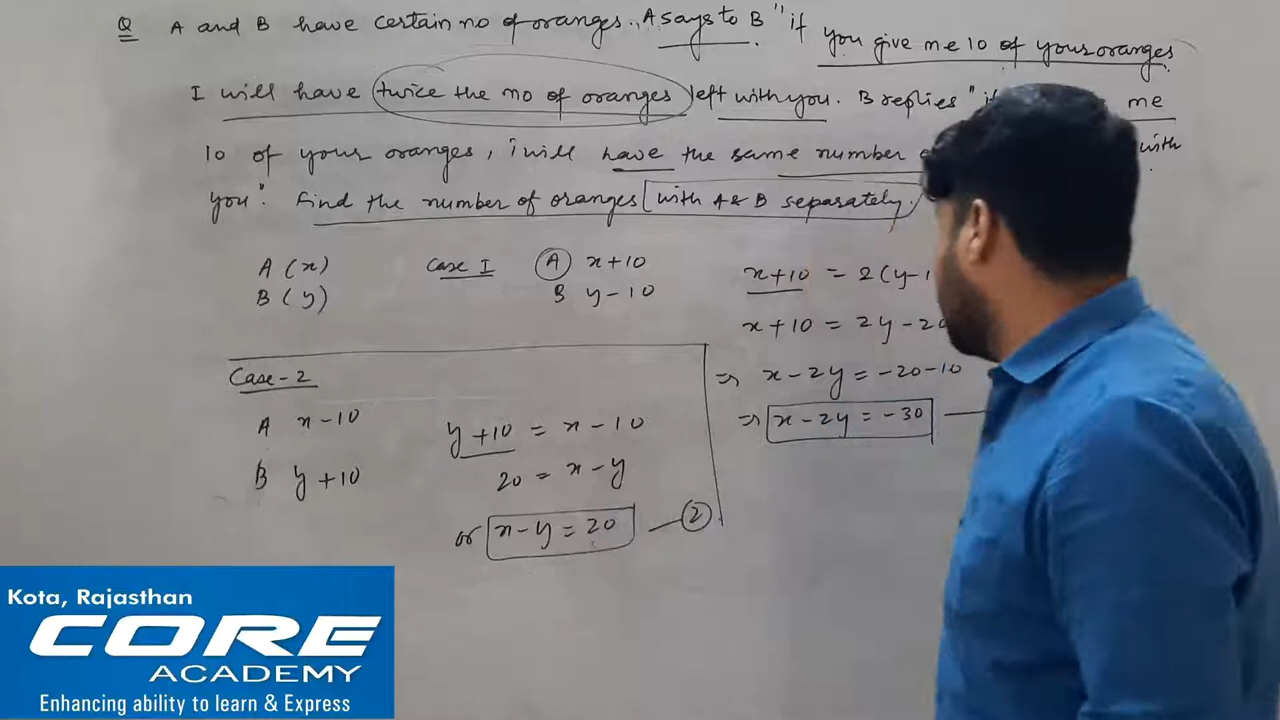 Q A and B have certain no of oranges., A says to B "if you give me 10 of your oranges
I will have twice the no of oranges left with you. B replies " me
10 of your oranges, i will have the same number with
you". Find the number of oranges with A & B separately.
A (x)
B (y)
Case I
A x+10
B y-10
x+10 = 2(y-1
x+10 = 2y-20
⇒ x-2y = -20-10
⇒ x-2y = -30
Case-2
A x-10
B y+10
y+10 = x-10
20 = x-y
or x-y = 20 — 2
Kota, Rajasthan
CORE
ACADEMY
Enhancing ability to learn & Express